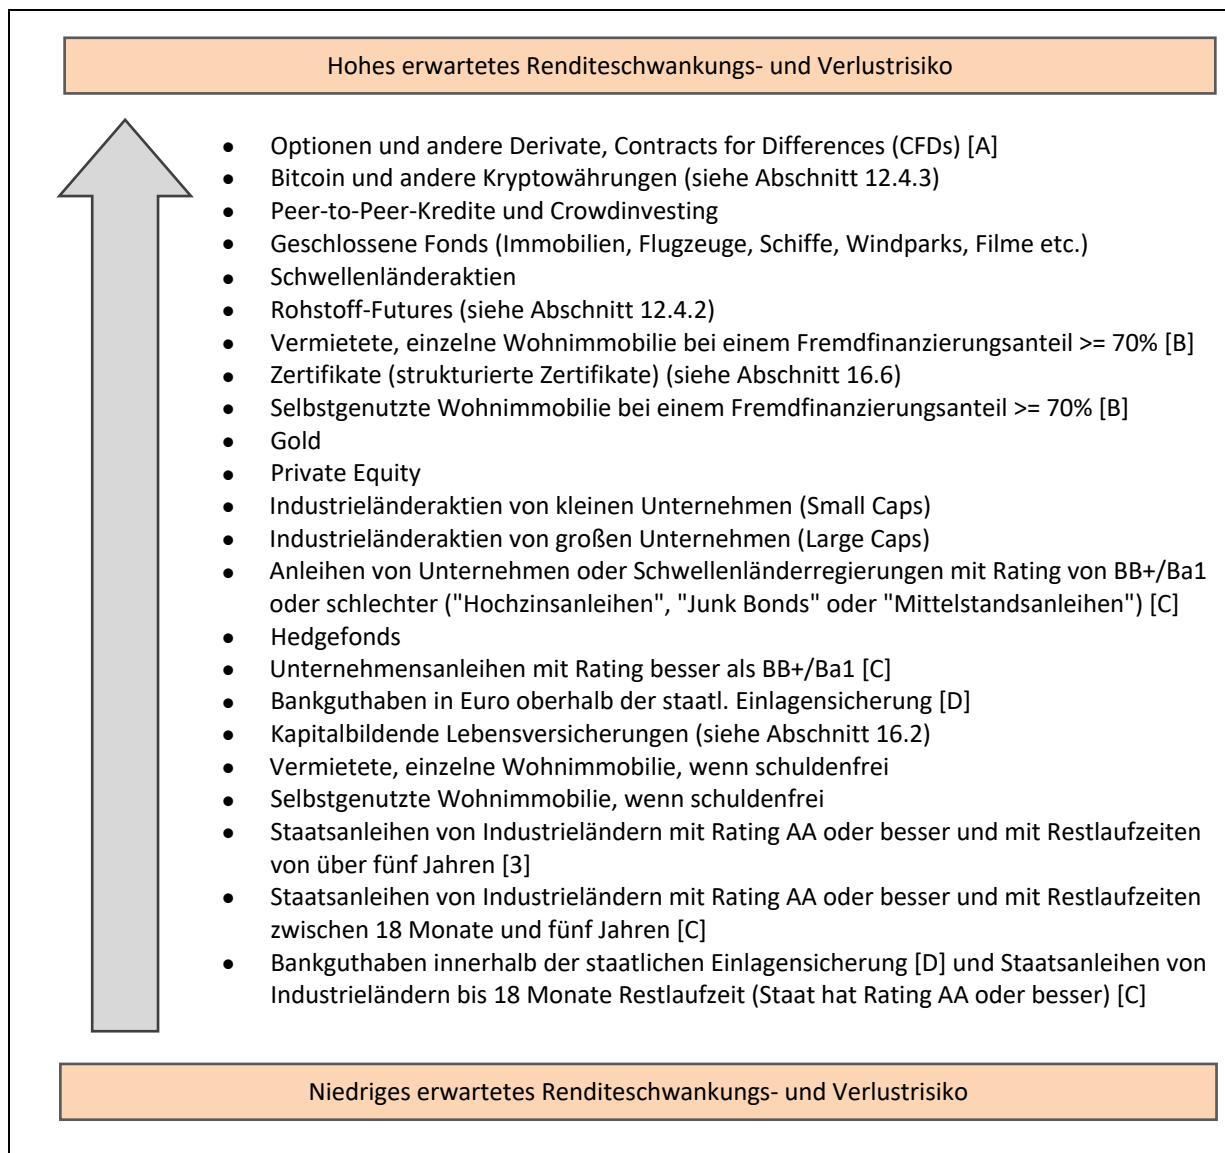 Hohes erwartetes Renditeschwankungs- und Verlustrisiko
• Optionen und andere Derivate, Contracts for Differences (CFDs) [A]
• Bitcoin und andere Kryptowährungen (siehe Abschnitt 12.4.3)
• Peer-to-Peer-Kredite und Crowdinvesting
• Geschlossene Fonds (Immobilien, Flugzeuge, Schiffe, Windparks, Filme etc.)
• Schwellenländeraktien
• Rohstoff-Futures (siehe Abschnitt 12.4.2)
• Vermietete, einzelne Wohnimmobilie bei einem Fremdfinanzierungsanteil >= 70% [B]
• Zertifikate (strukturierte Zertifikate) (siehe Abschnitt 16.6)
• Selbstgenutzte Wohnimmobilie bei einem Fremdfinanzierungsanteil >= 70% [B]
• Gold
• Private Equity
• Industrieländeraktien von kleinen Unternehmen (Small Caps)
• Industrieländeraktien von großen Unternehmen (Large Caps)
• Anleihen von Unternehmen oder Schwellenländerregierungen mit Rating von BB+/Ba1
oder schlechter ("Hochzinsanleihen", "Junk Bonds" oder "Mittelstandsanleihen") [C]
• Hedgefonds
• Unternehmensanleihen mit Rating besser als BB+/Ba1 [C]
• Bankguthaben in Euro oberhalb der staatl. Einlagensicherung [D]
• Kapitalbildende Lebensversicherungen (siehe Abschnitt 16.2)
• Vermietete, einzelne Wohnimmobilie, wenn schuldenfrei
• Selbstgenutzte Wohnimmobilie, wenn schuldenfrei
• Staatsanleihen von Industrieländern mit Rating AA oder besser und mit Restlaufzeiten
von über fünf Jahren [3]
• Staatsanleihen von Industrieländern mit Rating AA oder besser und mit Restlaufzeiten
zwischen 18 Monate und fünf Jahren [C]
• Bankguthaben innerhalb der staatlichen Einlagensicherung [D] und Staatsanleihen von
Industrieländern bis 18 Monate Restlaufzeit (Staat hat Rating AA oder besser) [C]
Niedriges erwartetes Renditeschwankungs- und Verlustrisiko